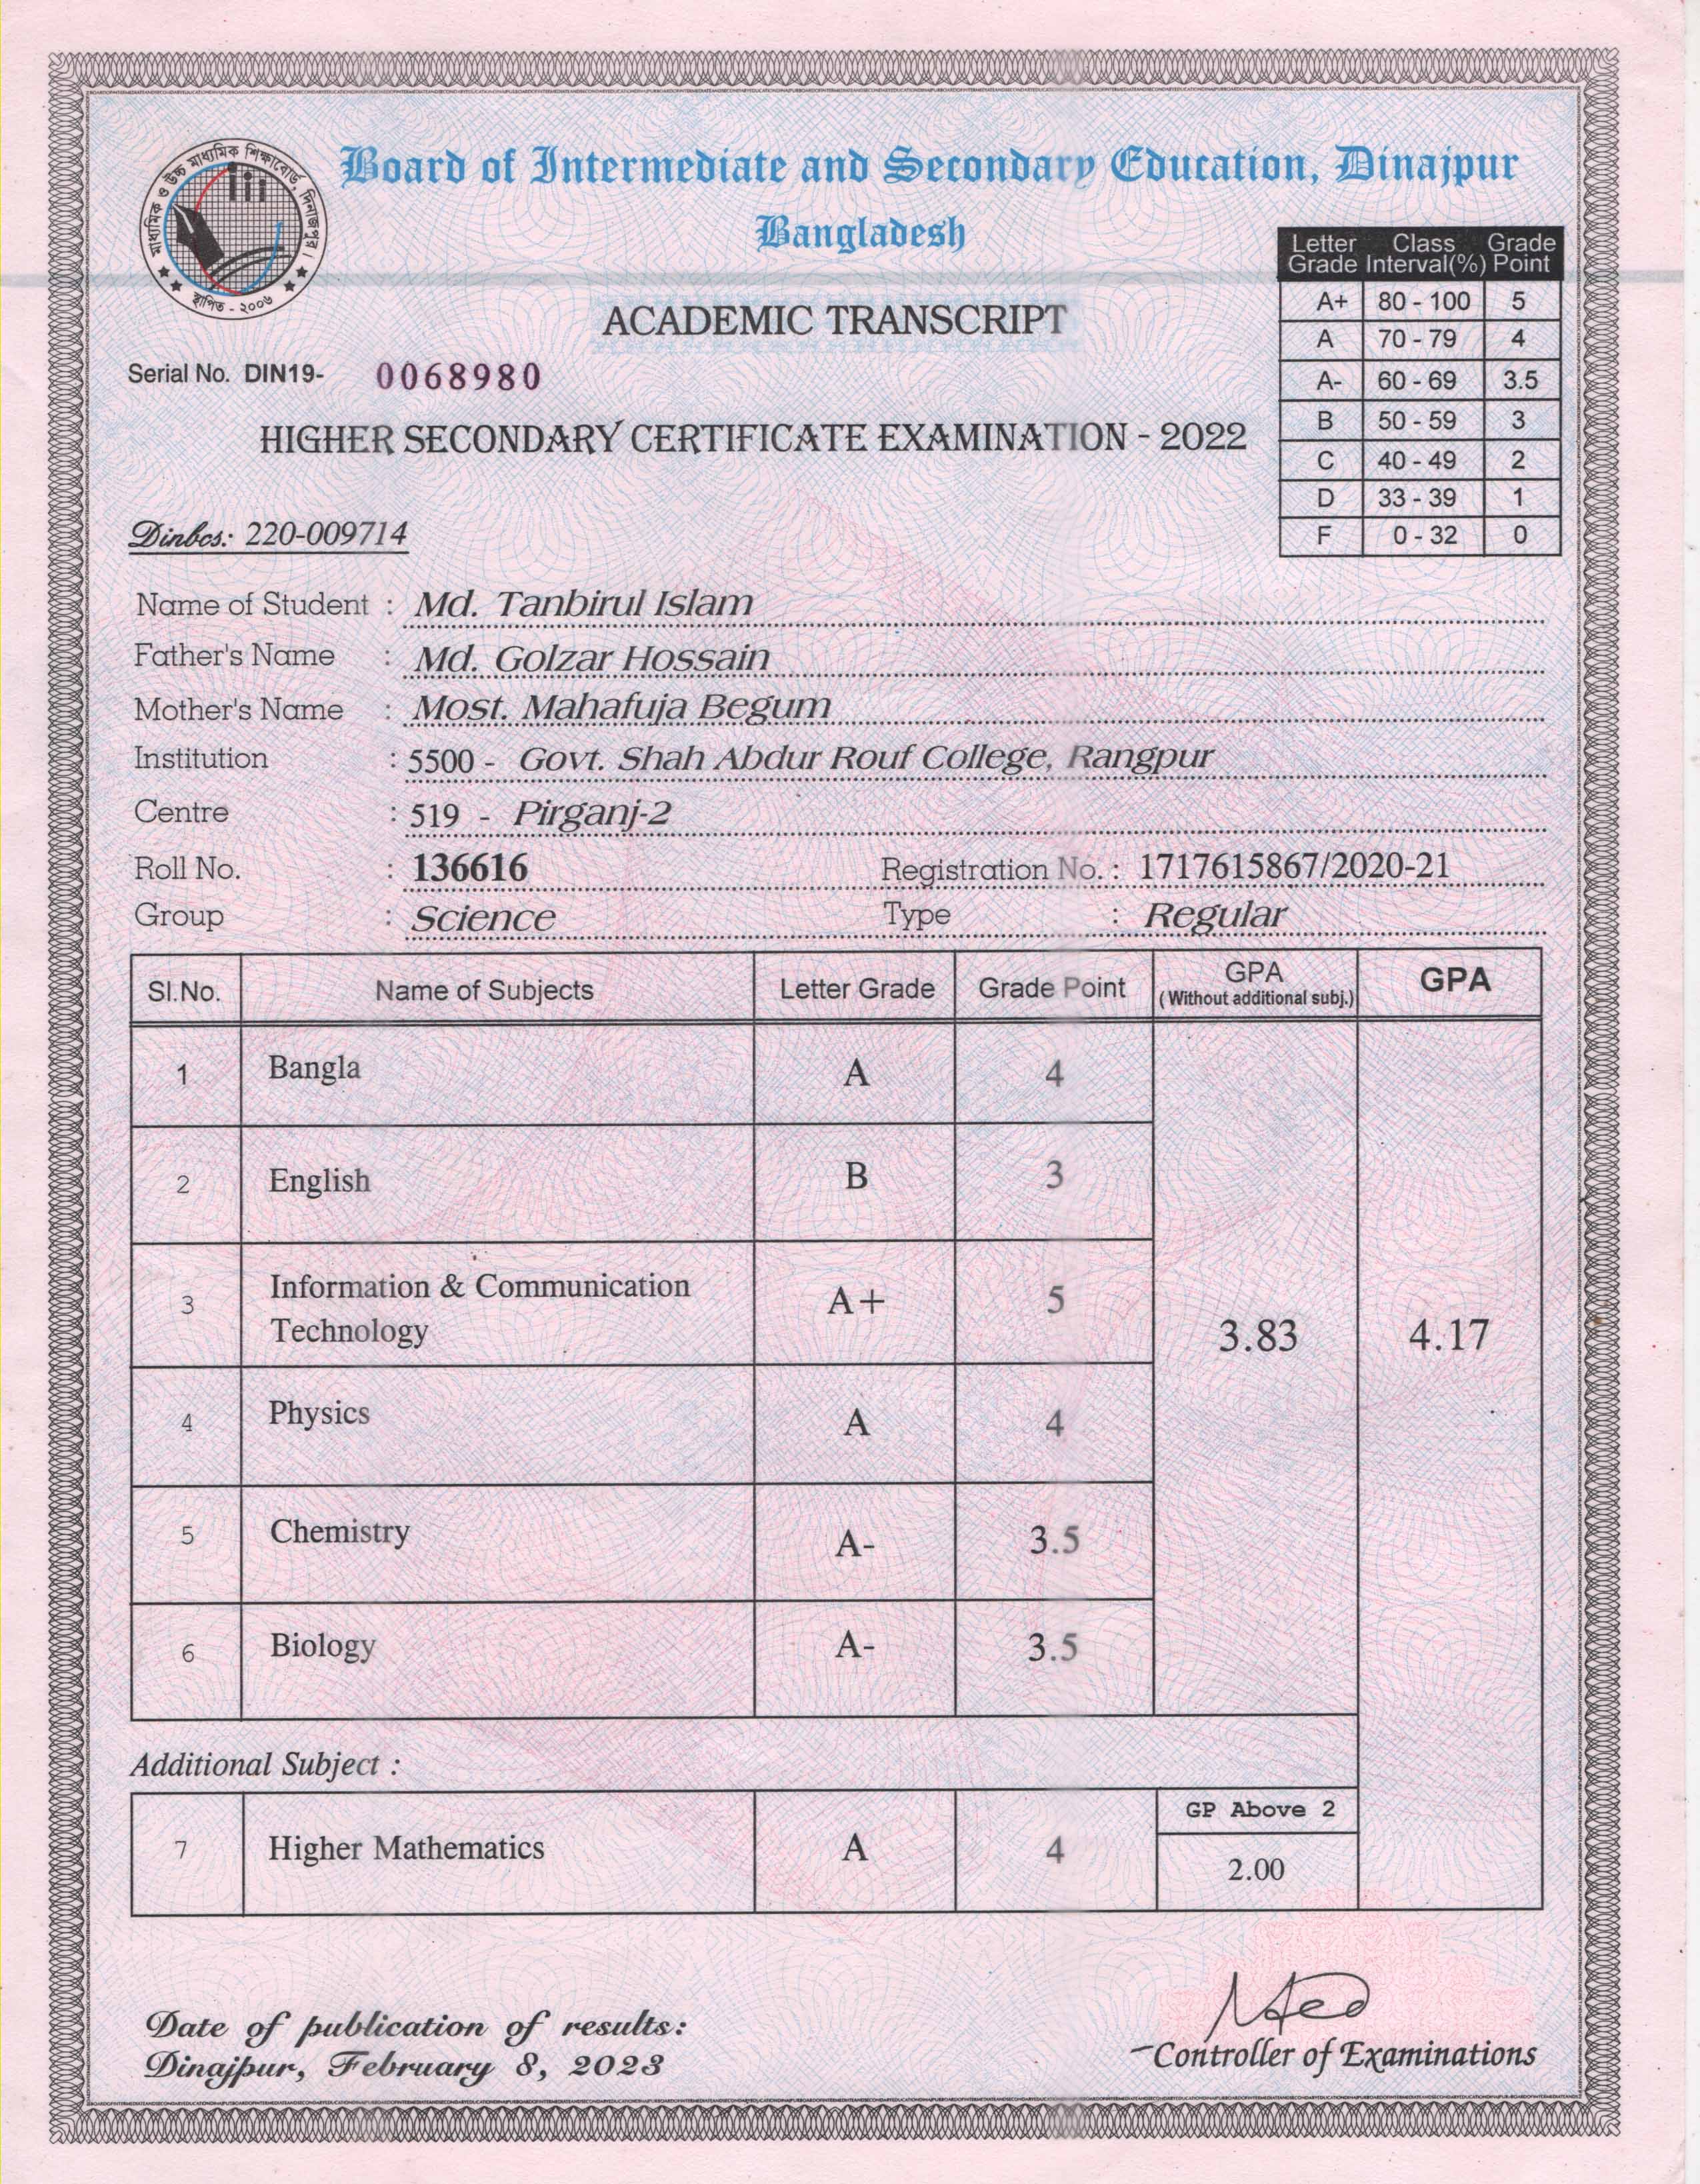 মাধ্যমিক ও উচ্চ মাধ্যমিক শিক্ষাবোর্ড, দিনাজপুর।
স্থাপিত - ২০০৬
Board of Intermediate and Secondary Education, Dinajpur
Bangladesh
Letter Grade Class Interval(%) Grade Point
A+ 80 - 100 5
A 70 - 79 4
A- 60 - 69 3.5
B 50 - 59 3
C 40 - 49 2
D 33 - 39 1
F 0 - 32 0
ACADEMIC TRANSCRIPT
Serial No. DIN19- 0068980
HIGHER SECONDARY CERTIFICATE EXAMINATION - 2022
Dinbcs: 220-009714
Name of Student : Md. Tanbirul Islam
Father's Name : Md. Golzar Hossain
Mother's Name : Most. Mahafuja Begum
Institution : 5500 - Govt. Shah Abdur Rouf College, Rangpur
Centre : 519 - Pirganj-2
Roll No. : 136616 Registration No. : 1717615867/2020-21
Group : Science Type : Regular
Sl.No. Name of Subjects Letter Grade Grade Point GPA (Without additional subj.) GPA
1 Bangla A 4
2 English B 3
3 Information & Communication
Technology A+ 5
3.83 4.17
4 Physics A 4
5 Chemistry A- 3.5
6 Biology A- 3.5
Additional Subject :
GP Above 2
7 Higher Mathematics A 4
2.00
Date of publication of results:
Dinajpur, February 8, 2023
Controller of Examinations